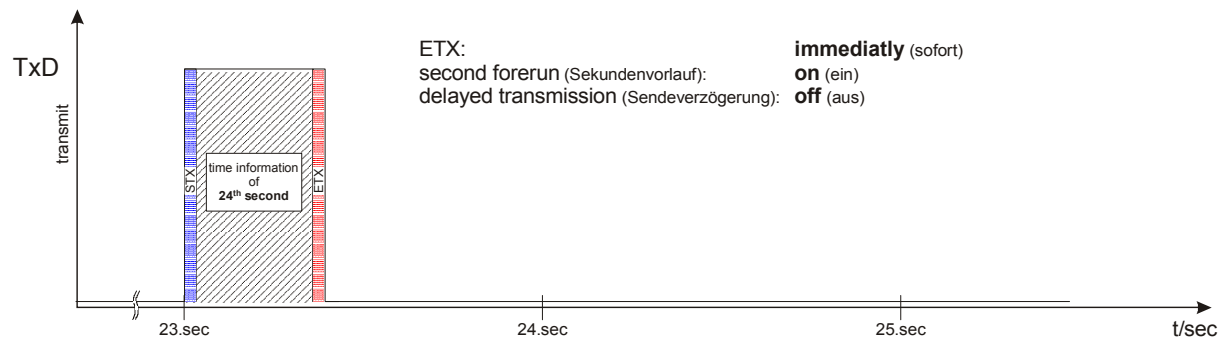 TxD
transmit
ETX: immediatly (sofort)
second forerun (Sekundenvorlauf): on (ein)
delayed transmission (Sendeverzögerung): off (aus)
STX
time information
of
24th second
ETX
23.sec
24.sec
25.sec
t/sec